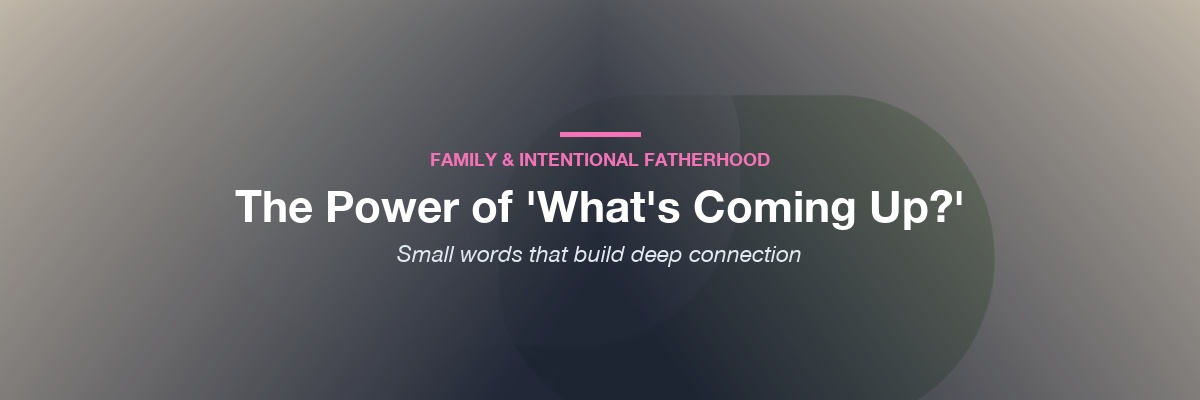 FAMILY & INTENTIONAL FATHERHOOD
The Power of 'What's Coming Up?'
Small words that build deep connection